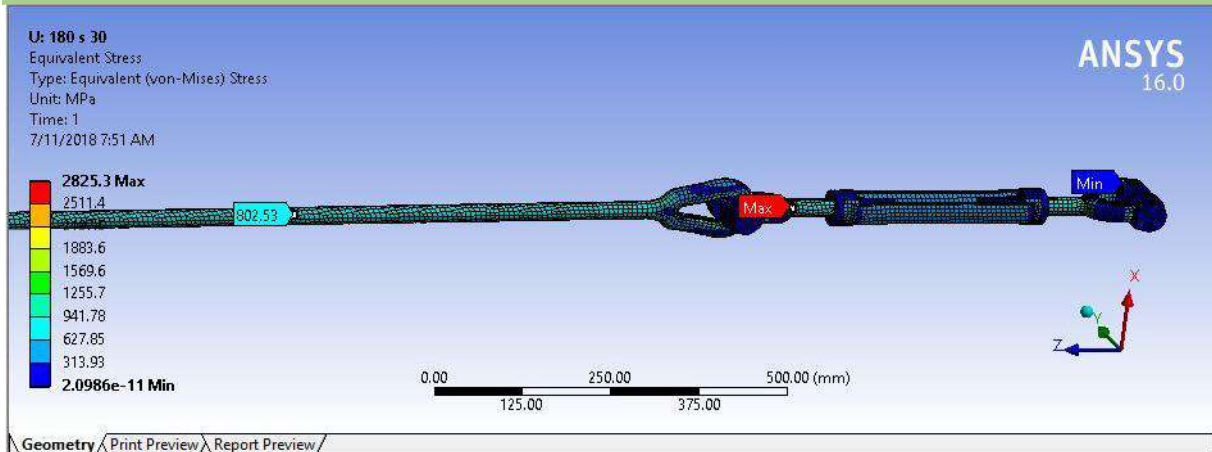 U: 180 s 30
Equivalent Stress
Type: Equivalent (von-Mises) Stress
Unit: MPa
Time: 1
7/11/2018 7:51 AM
ANSYS
16.0
2825.3 Max
2511.4
1883.6
1569.6
1255.7
941.78
627.85
313.93
2.0986e-11 Min
802.53
Max
Min
X
Y
Z
0.00
250.00
500.00 (mm)
125.00
375.00
Geometry
Print Preview
Report Preview